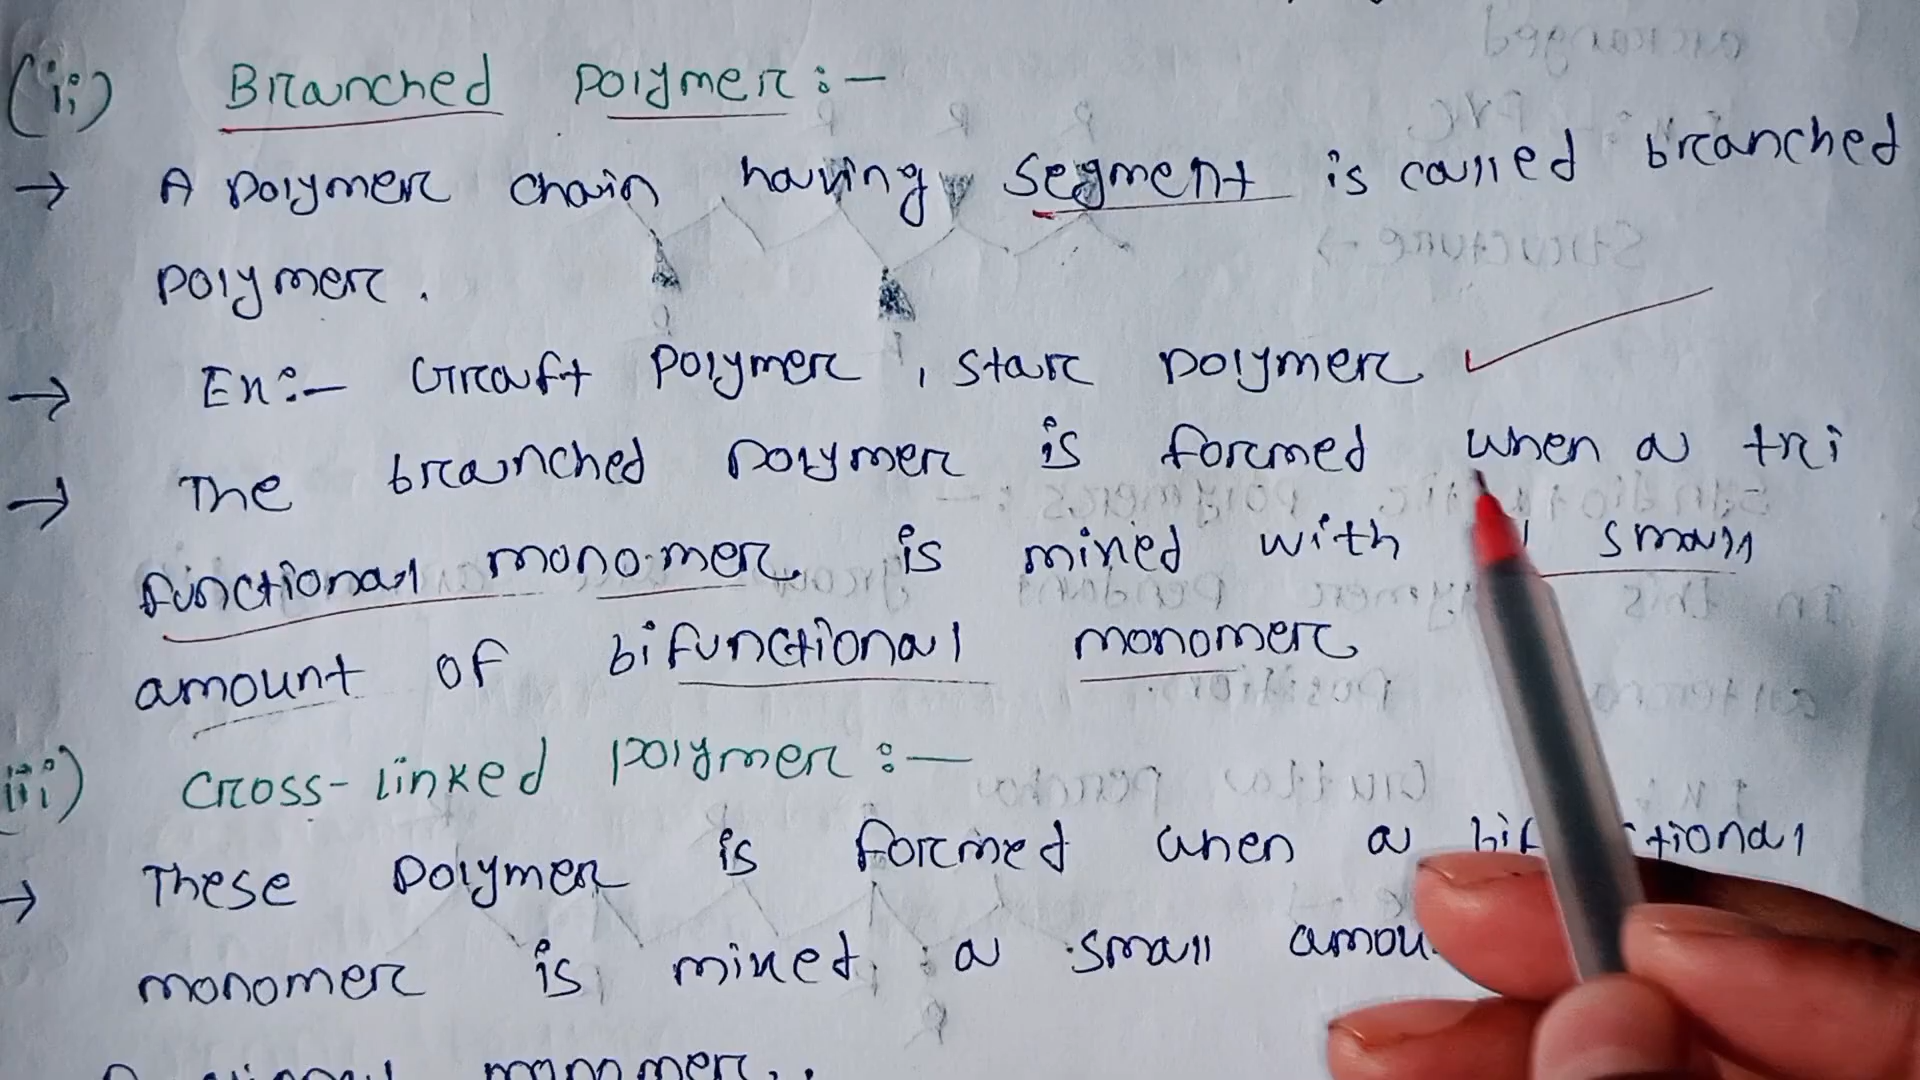 (ii) Branched Polymer :-
→ A polymer chain having segment is called branched
polymer.
→ Ex:- Graft polymer, star polymer
→ The branched polymer is formed when a tri
functional monomer is mixed with small
amount of bifunctional monomer
iii) Cross-linked polymer :-
→ These polymer is formed when a
monomer is mixed, a small
monomer.